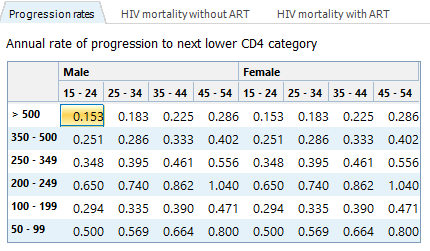 Progression rates HIV mortality without ART HIV mortality with ART
Annual rate of progression to next lower CD4 category
Male Female
15 - 24 25 - 34 35 - 44 45 - 54 15 - 24 25 - 34 35 - 44 45 - 54
> 500 0.153 0.183 0.225 0.286 0.153 0.183 0.225 0.286
350 - 500 0.251 0.286 0.333 0.402 0.251 0.286 0.333 0.402
250 - 349 0.348 0.395 0.461 0.556 0.348 0.395 0.461 0.556
200 - 249 0.650 0.740 0.862 1.040 0.650 0.740 0.862 1.040
100 - 199 0.294 0.335 0.390 0.471 0.294 0.335 0.390 0.471
50 - 99 0.500 0.569 0.664 0.800 0.500 0.569 0.664 0.800